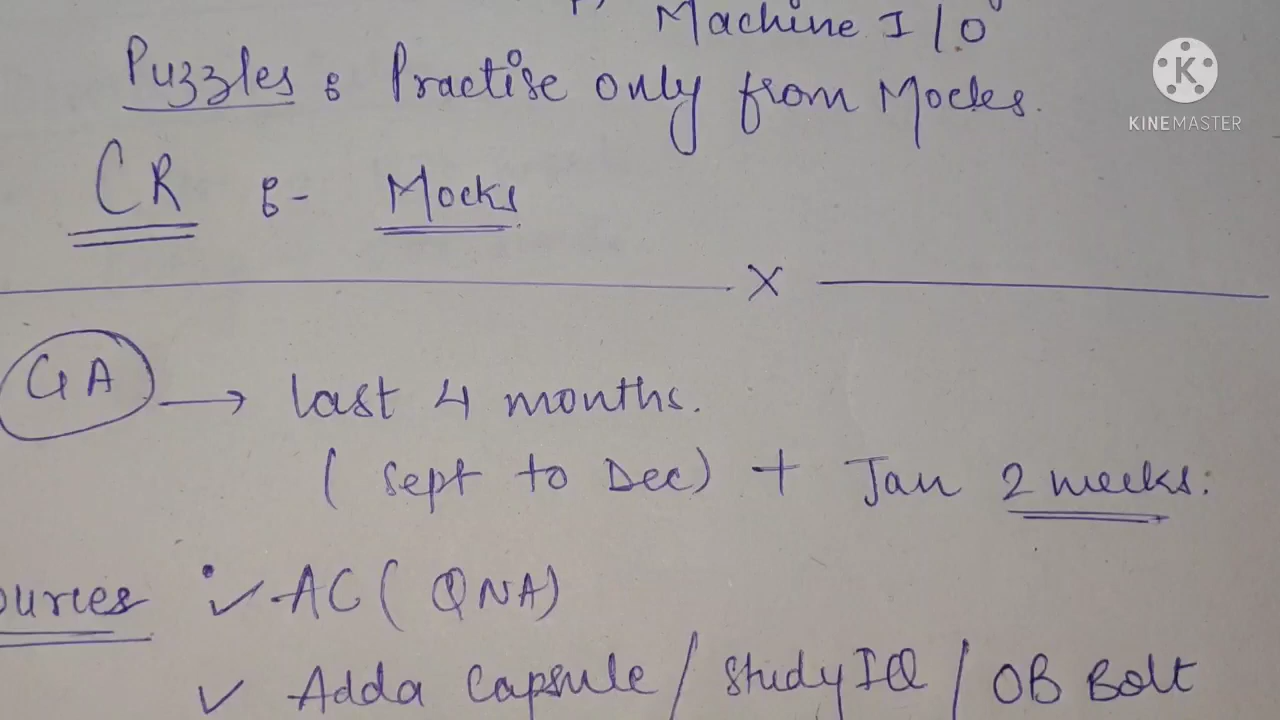 Machine I/O
Puzzles : Practise only from Mocks.
CR :- Mocks
X
GA → last 4 months.
( Sept to Dec) + Jan 2 weeks.
ources ✓ AC ( QNA)
✓ Adda Capsule / StudyIQ / OB Bolt
K
KINEMASTER